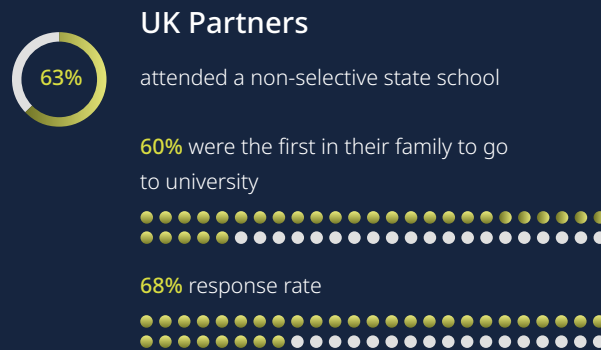 UK Partners
63%
attended a non-selective state school
60% were the first in their family to go
to university
68% response rate